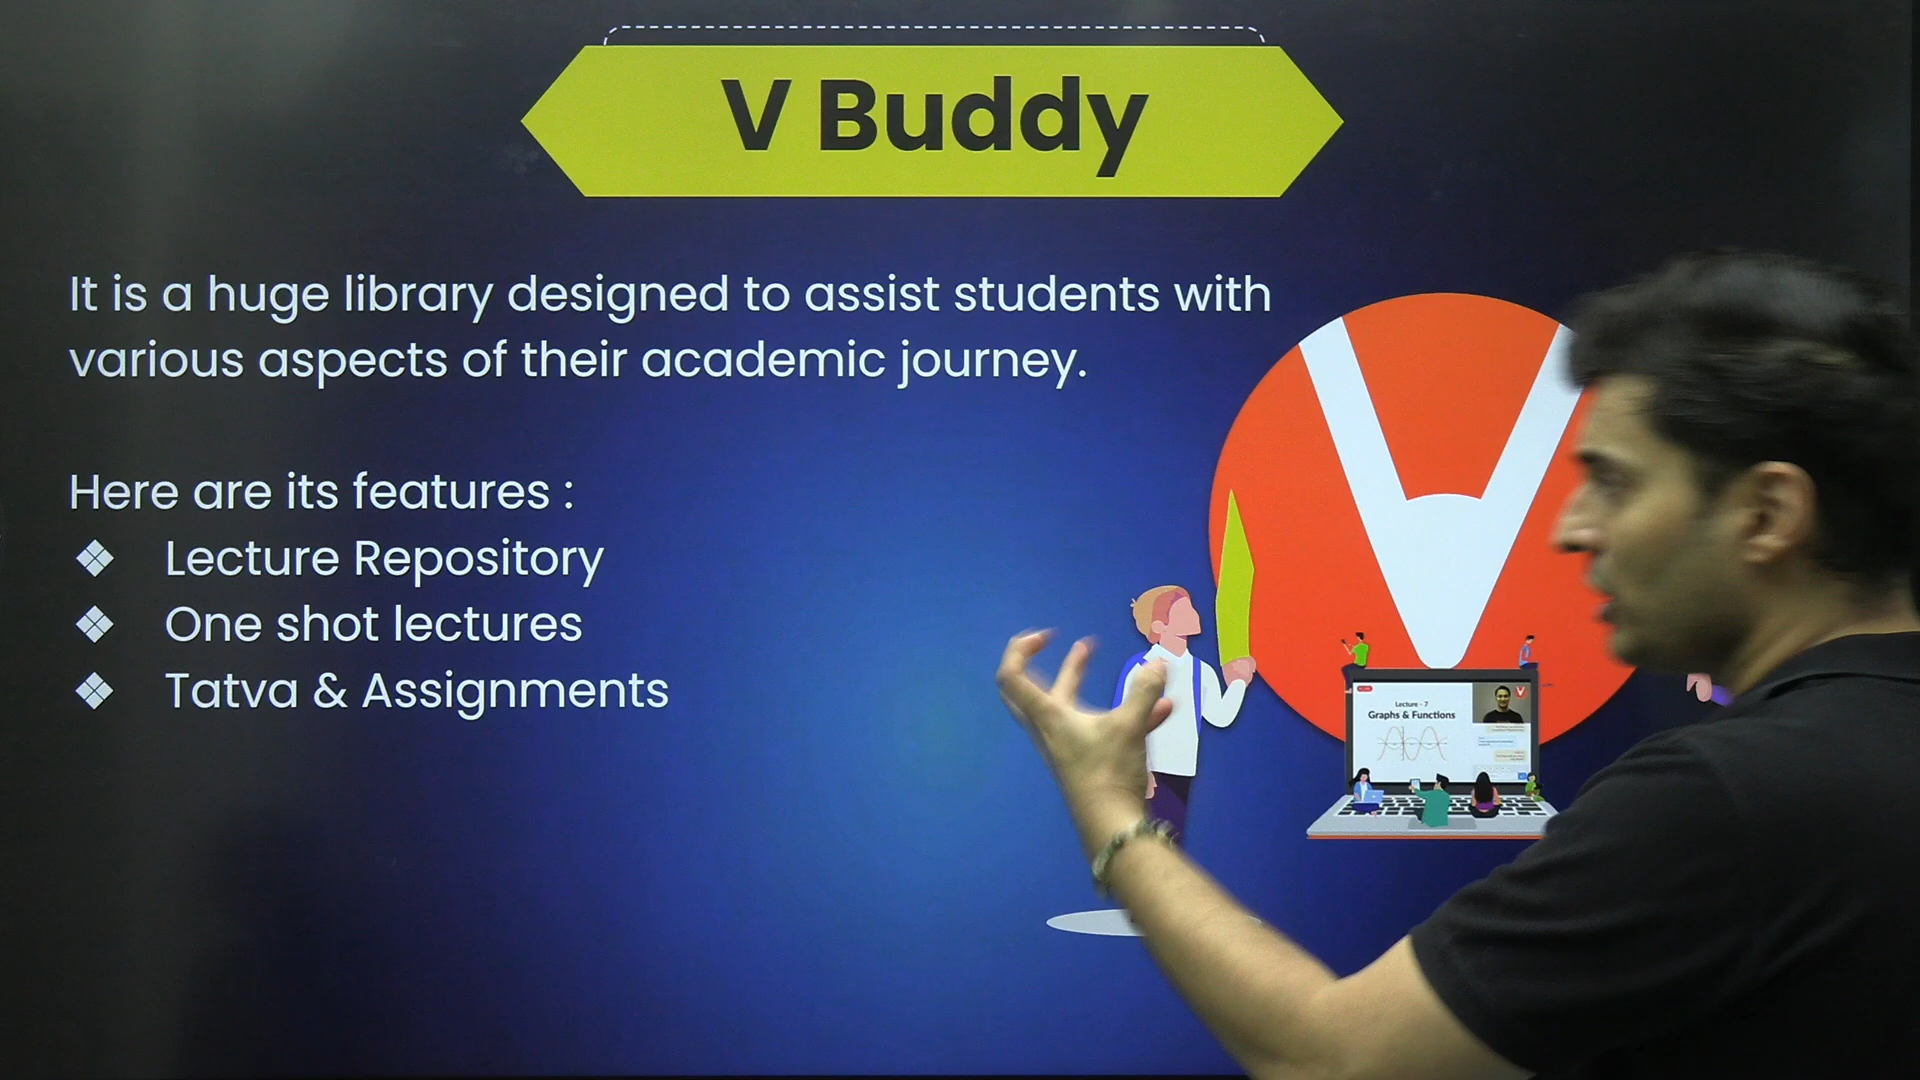 V Buddy
It is a huge library designed to assist students with
various aspects of their academic journey.
Here are its features :
❖ Lecture Repository
❖ One shot lectures
❖ Tatva & Assignments
Lecture - 7
Graphs & Functions